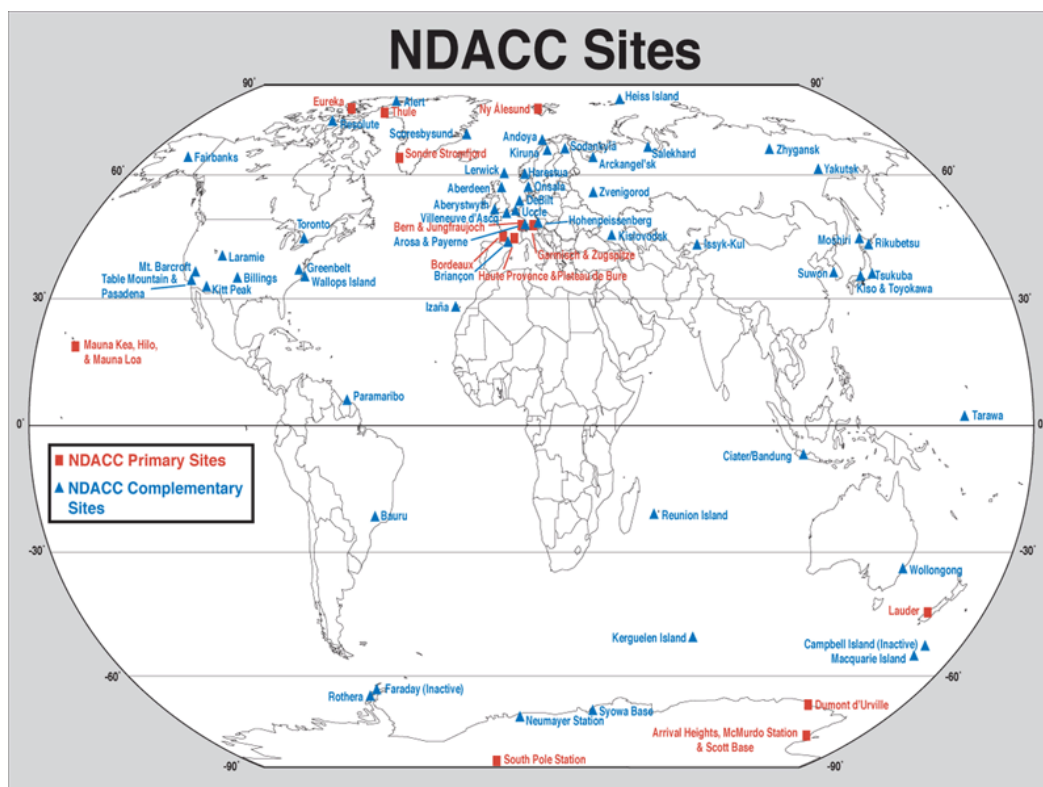 NDACC Sites
90˚
90˚
Eureka
Alert
Thule
Resolute
Ny Ålesund
Heiss Island
Scoresbysund
Sondre Stromfjord
Andoya
Kiruna
Sodankyla
Salekhard
Arckangel'sk
Zhygansk
Yakutsk
Fairbanks
60˚
60˚
Lerwick
Harestua
Aberdeen
Onsala
Zvenigorod
DeBilt
Aberystwyth
Uccle
Villeneuve d'Ascq
Bern & Jungfraujoch
Hohenpeissenberg
Arosa & Payerne
Kislovodsk
Issyk-Kul
Garmisch & Zugspitze
Bordeaux
Briançon
Haute Provence &Plateau de Bure
Moshiri
Rikubetsu
Suwon
Tsukuba
Kiso & Toyokawa
Toronto
Laramie
Mt. Barcroft
Table Mountain &
Pasadena
Billings
Kitt Peak
Greenbelt
Wallops Island
30˚
30˚
Izaña
Mauna Kea, Hilo,
& Mauna Loa
Paramaribo
Tarawa
0˚
0
Ciater/Bandung
NDACC Primary Sites
NDACC Complementary
Sites
Bauru
Reunion Island
-30˚
-30˚
Wollongong
Lauder
Kerguelen Island
Campbell Island (Inactive)
Macquarie Island
-60˚
-60˚
Faraday (Inactive)
Rothera
Neumayer Station
Syowa Base
Dumont d'Urville
Arrival Heights, McMurdo Station
& Scott Base
South Pole Station
-90˚
-90˚